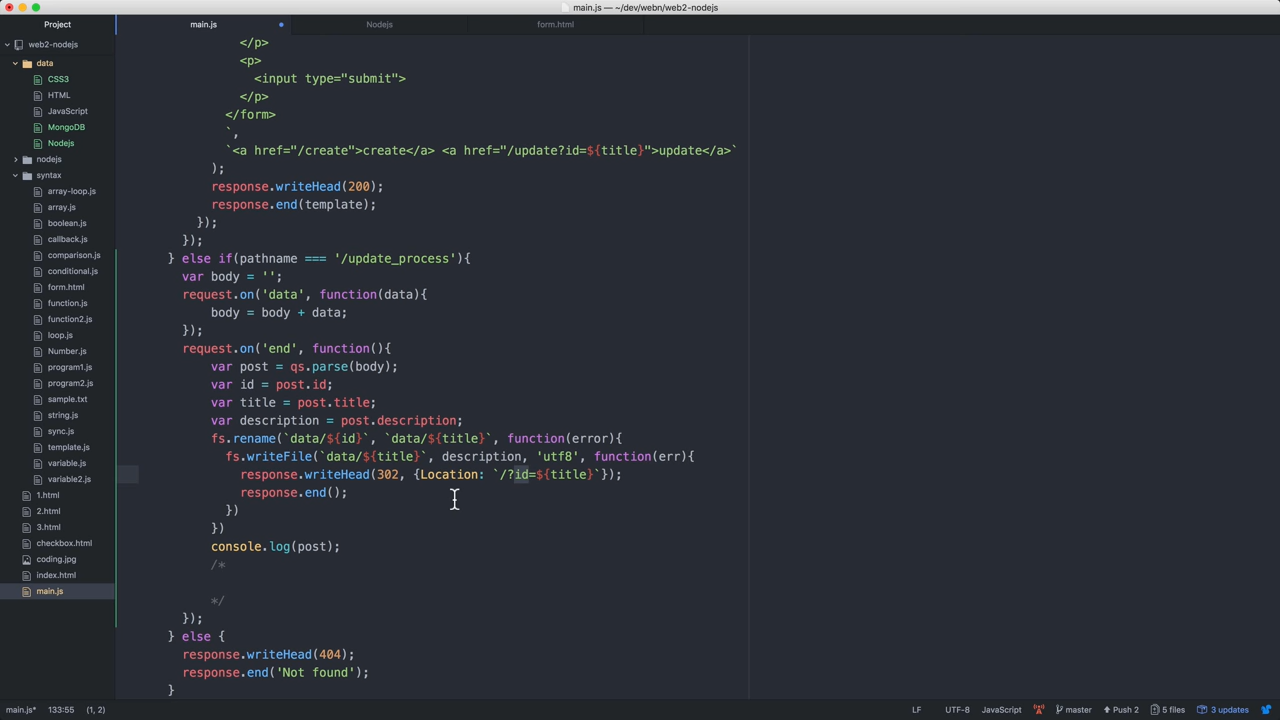 main.js — ~/dev/webn/web2-nodejs
Project
main.js
Nodejs
form.html
web2-nodejs
data
CSS3
HTML
JavaScript
MongoDB
Nodejs
nodejs
syntax
array-loop.js
array.js
boolean.js
callback.js
comparison.js
conditional.js
form.html
function.js
function2.js
loop.js
Number.js
program1.js
program2.js
sample.txt
string.js
sync.js
template.js
variable.js
variable2.js
1.html
2.html
3.html
checkbox.html
coding.jpg
index.html
main.js
</p>
<p>
<input type="submit">
</p>
</form>
`,
`<a href="/create">create</a> <a href="/update?id=${title}">update</a>`
);
response.writeHead(200);
response.end(template);
});
});
} else if(pathname === '/update_process'){
var body = '';
request.on('data', function(data){
body = body + data;
});
request.on('end', function(){
var post = qs.parse(body);
var id = post.id;
var title = post.title;
var description = post.description;
fs.rename(`data/${id}`, `data/${title}`, function(error){
fs.writeFile(`data/${title}`, description, 'utf8', function(err){
response.writeHead(302, {Location: `/?id=${title}`});
response.end();
})
})
console.log(post);
/*
*/
});
} else {
response.writeHead(404);
response.end('Not found');
}
main.js* 133:55 (1, 2)
LF UTF-8 JavaScript master Push 2 5 files 3 updates